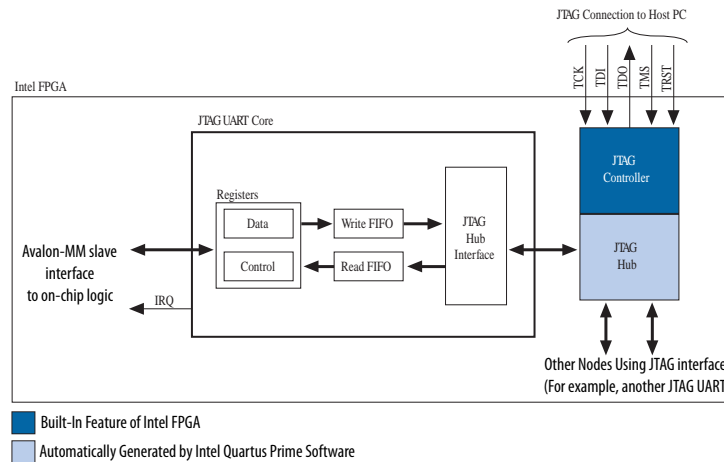 JTAG Connection to Host PC
TCK
TDI
TDO
TMS
TRST
Intel FPGA
JTAG UART Core
JTAG
Controller
Registers
Data
Write FIFO
JTAG
Hub
Interface
Control
Read FIFO
JTAG
Hub
Avalon-MM slave
interface
to on-chip logic
IRQ
Other Nodes Using JTAG interface
(For example, another JTAG UART
Built-In Feature of Intel FPGA
Automatically Generated by Intel Quartus Prime Software